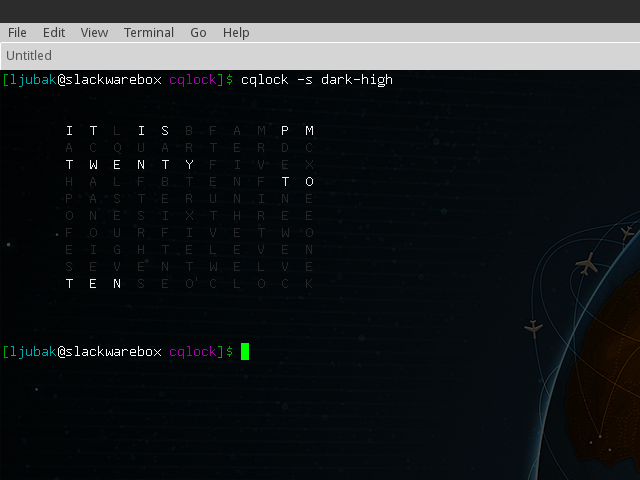 File Edit View Terminal Go Help
Untitled
[ljubak@slackwarebox cqlock]$ cqlock -s dark-high
I T L I S B F A M P M
A C Q U A R T E R D C
T W E N T Y F I V E X
H A L F B T E N F T O
P A S T E R U N I N E
O N E S I X T H R E E
F O U R F I V E T W O
E I G H T E L E V E N
S E V E N T W E L V E
T E N S E O' C L O C K
[ljubak@slackwarebox cqlock]$